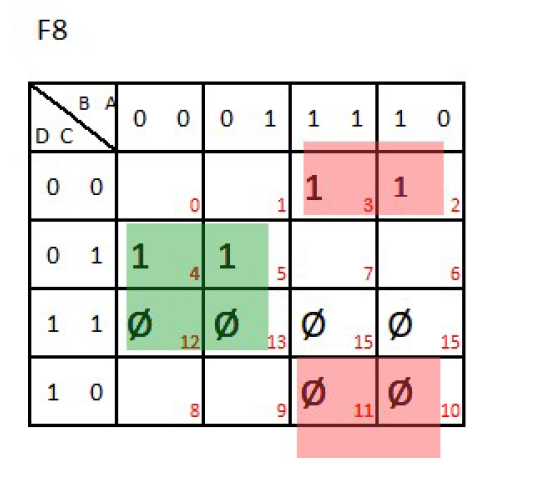 F8
B A
D C
0 0 0 1 1 1 1 0
0 0 0 1 1 3 1 2
0 1 1 4 1 5 7 6
1 1 Ø 12 Ø 13 Ø 15 Ø 15
1 0 8 9 Ø 11 Ø 10